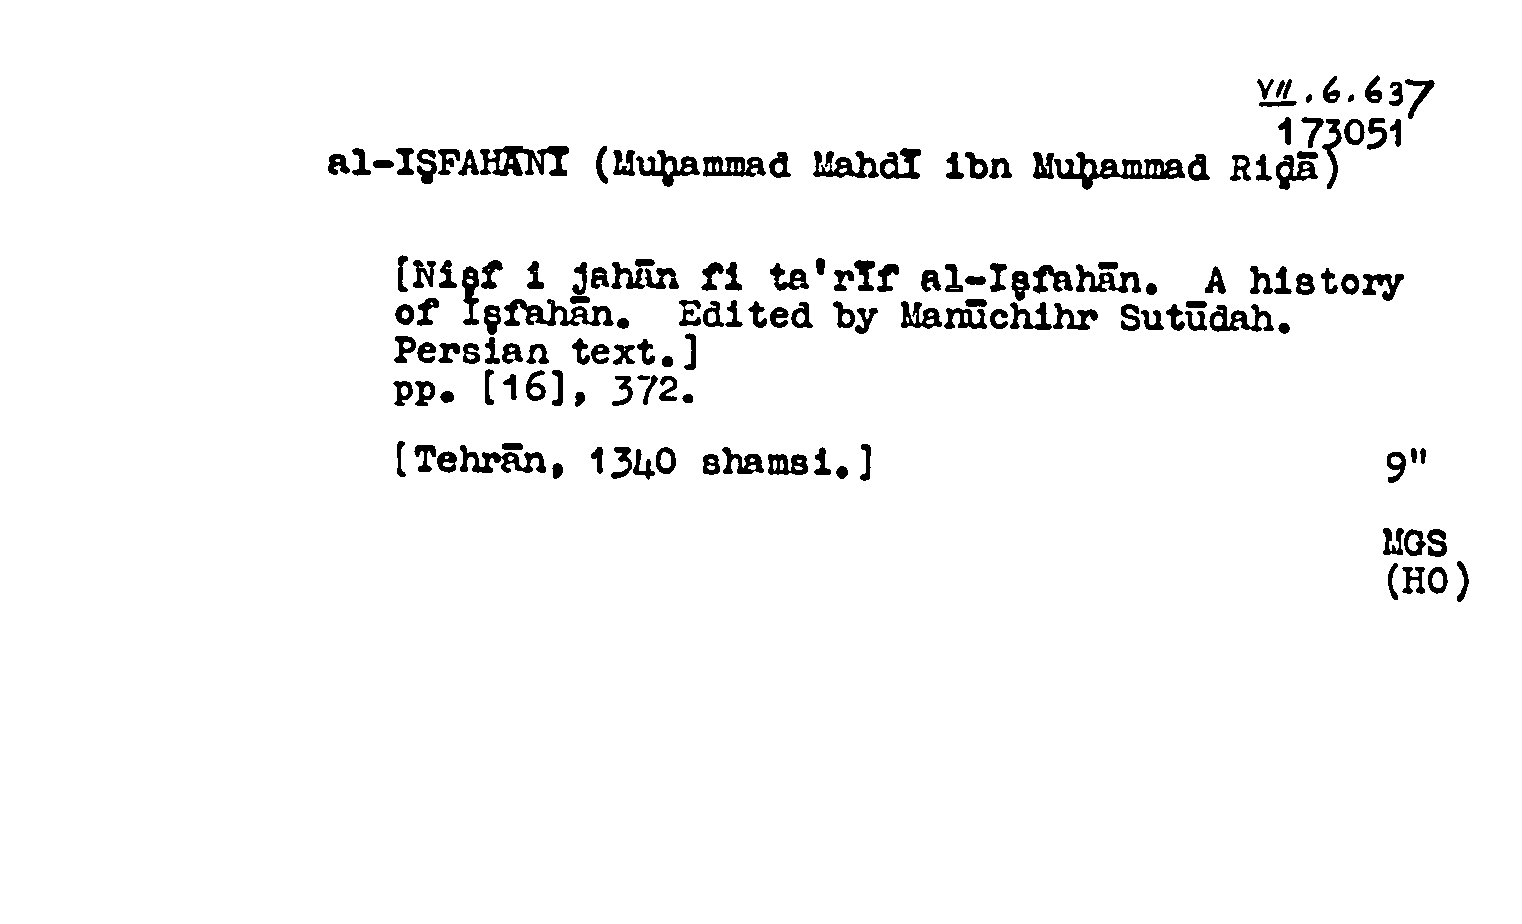 VII.6.637
173051
al-IṢFAHĀNĪ (Muḥammad Mahdī ibn Muḥammad Riḍā)
[Niṣf i jahān fi ta'rīf al-Iṣfahān. A history
of Iṣfahān. Edited by Manūchihr Sutūdah.
Persian text.]
pp. [16], 372.
[Tehrān, 1340 shamsi.] 9"
MGS
(HO)